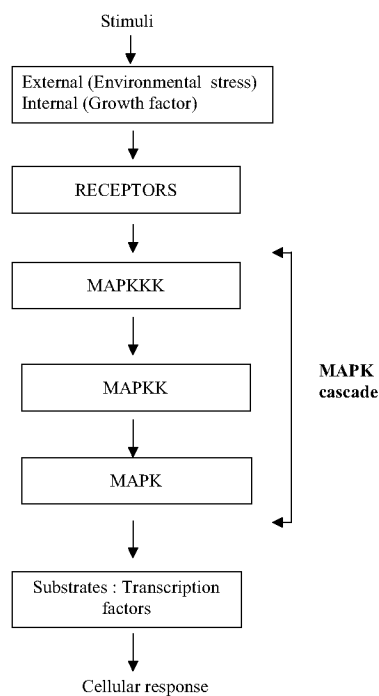 Stimuli
External (Environmental stress)
Internal (Growth factor)
RECEPTORS
MAPKKK
MAPKK
MAPK
MAPK
cascade
Substrates : Transcription
factors
Cellular response